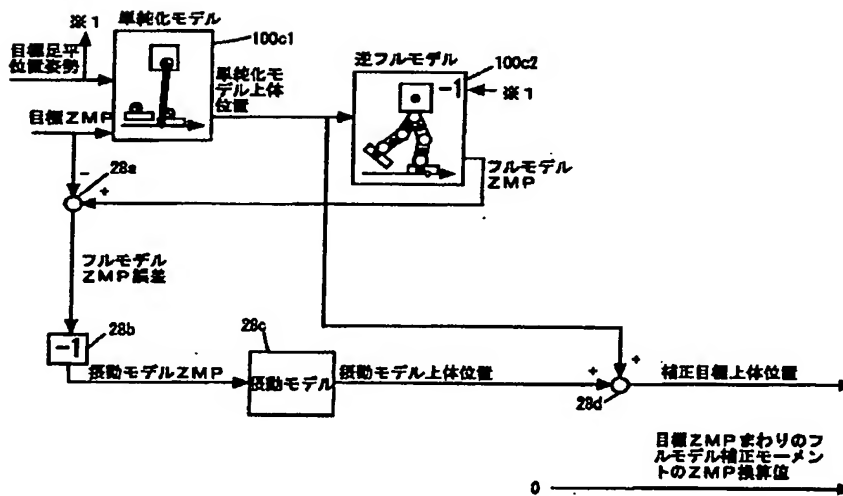 ※1
目標足平
位置姿勢
単純化モデル
100c1
単純化モ
デル上体
位置
目標ZMP
逆フルモデル
100c2
-1
※1
フルモデル
ZMP
28a
-
+
フルモデル
ZMP誤差
28b
-1
摂動モデルZMP
28c
摂動モデル
摂動モデル上体位置
+
+
28d
補正目標上体位置
目標ZMPまわりのフ
ルモデル補正モーメン
トのZMP換算値
0